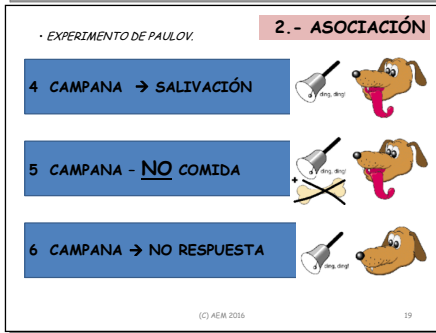 2.- ASOCIACIÓN
• EXPERIMENTO DE PAULOV.
4 CAMPANA → SALIVACIÓN
ding, ding!
5 CAMPANA – NO COMIDA
ding, ding!
+
6 CAMPANA → NO RESPUESTA
ding, ding!
(C) AEM 2016
19